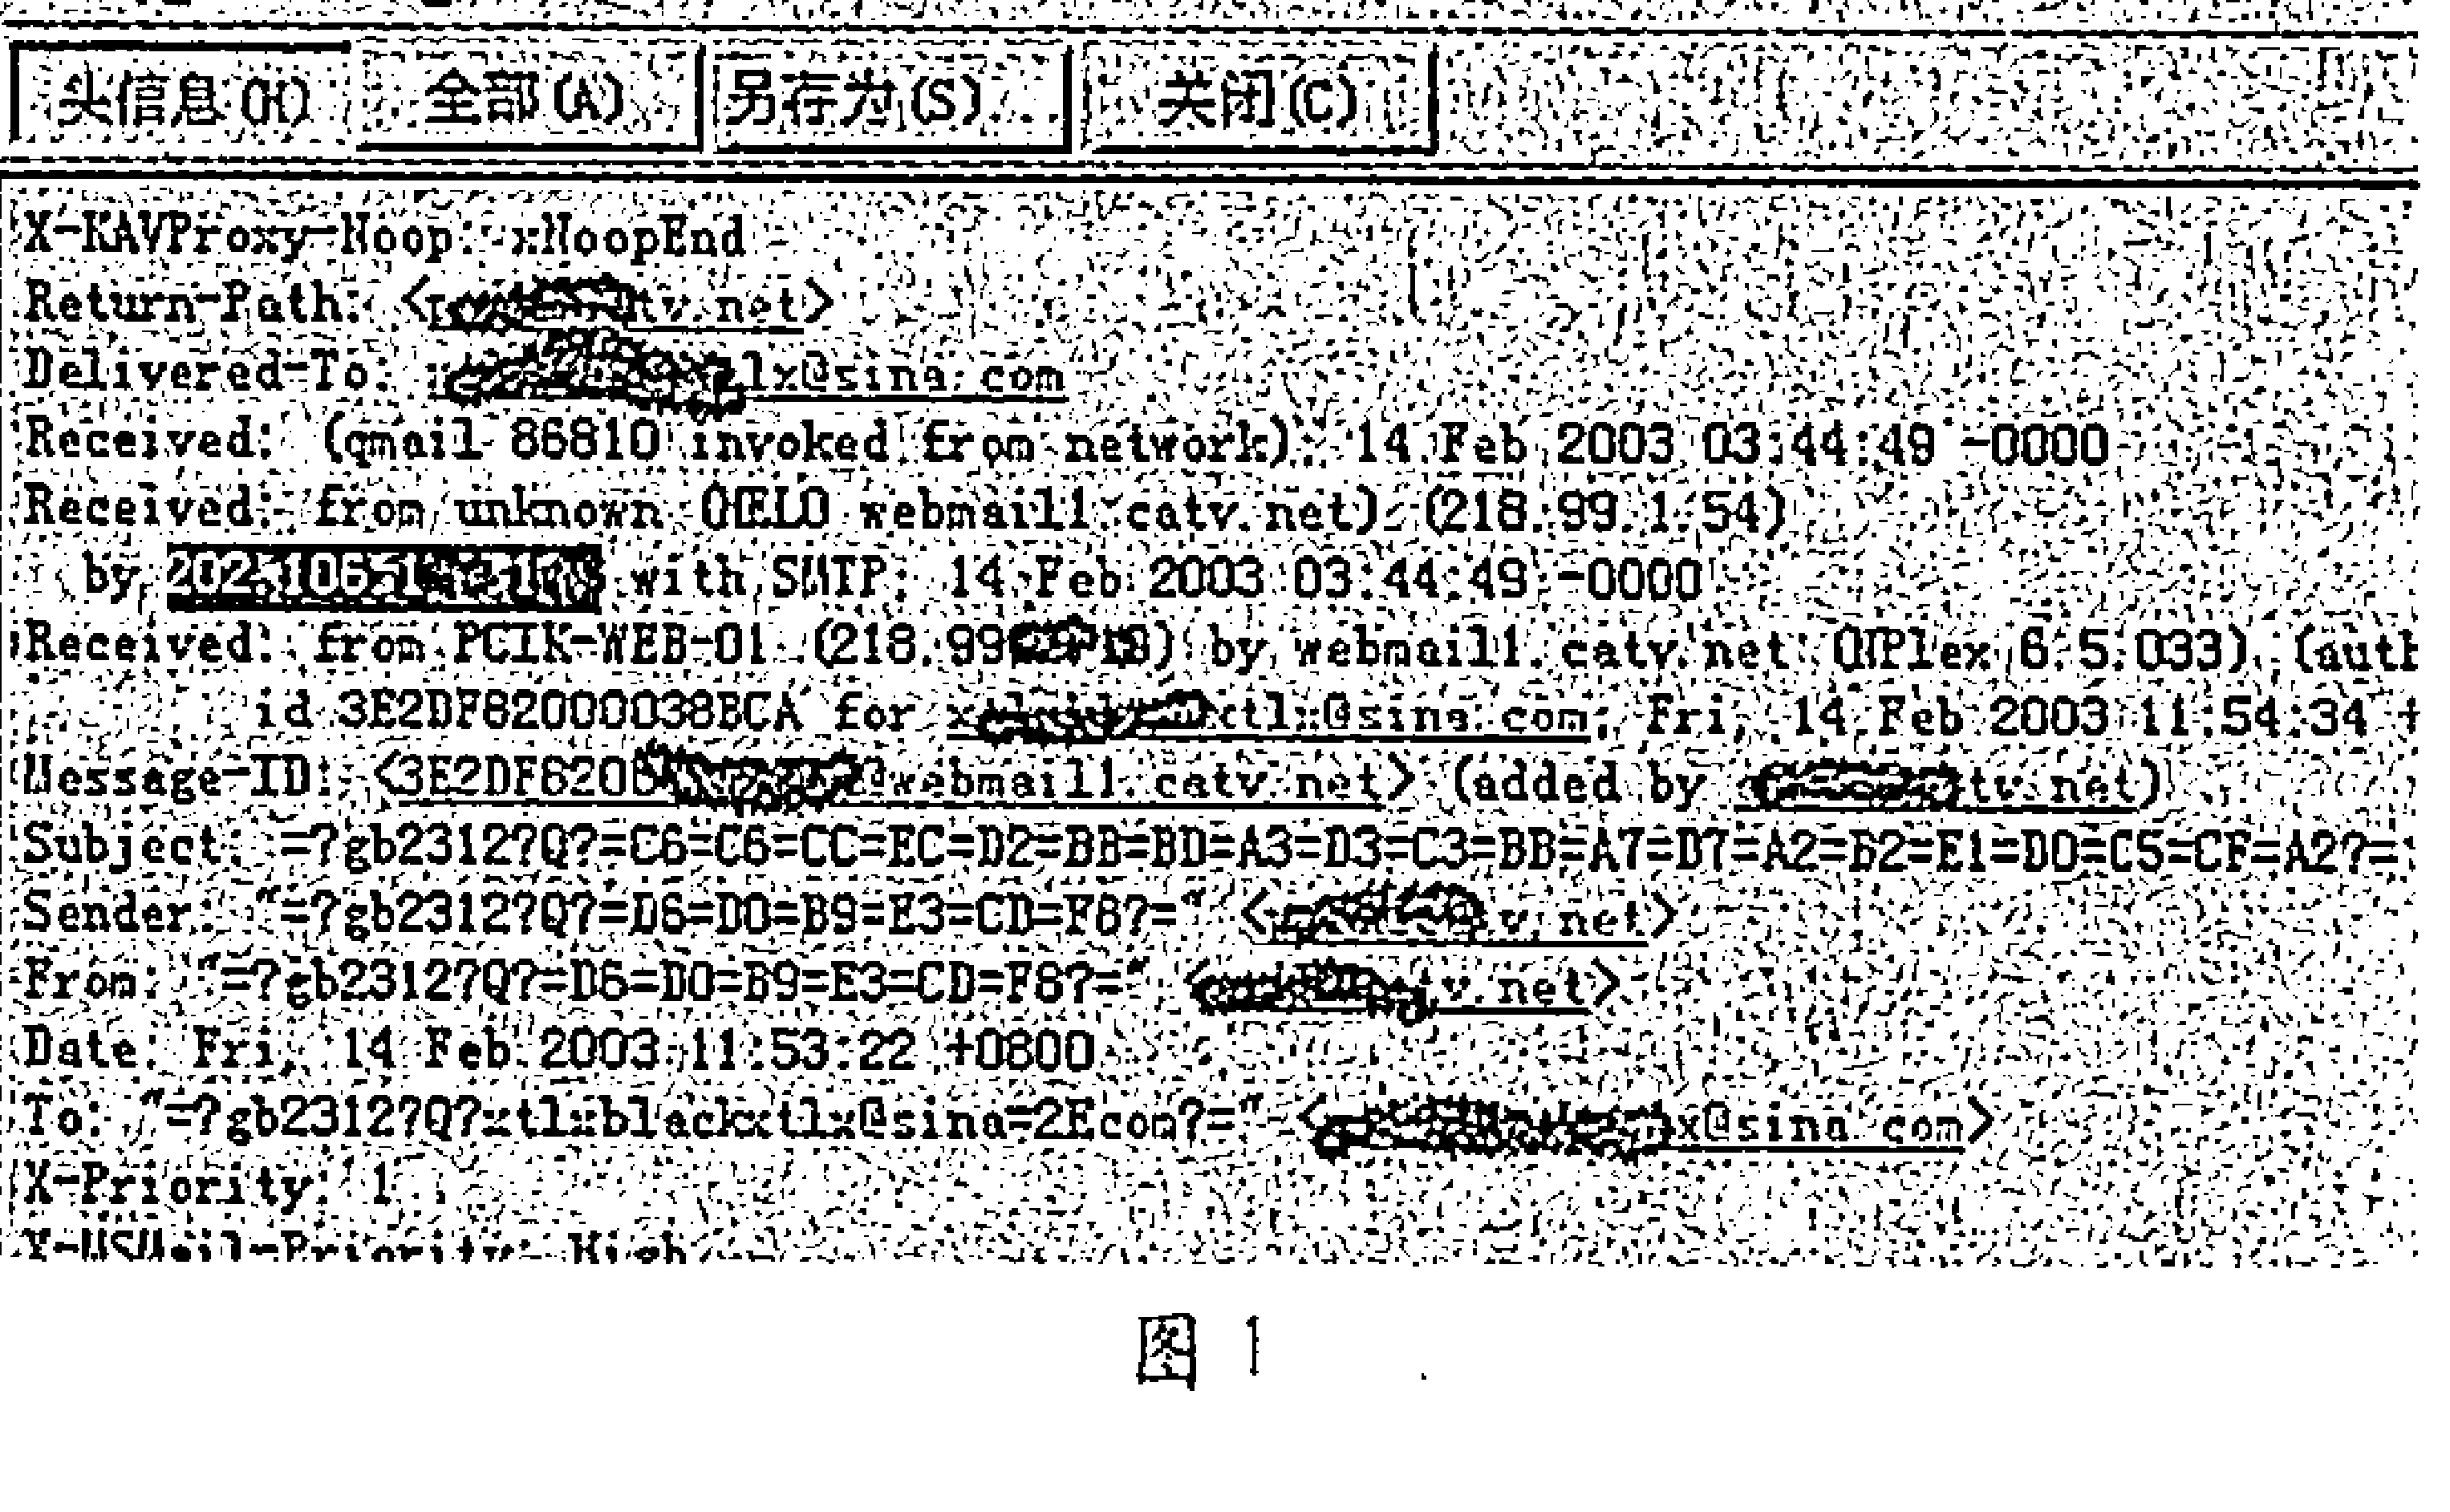 头信息(H) 全部(A) 另存为(S)... 关闭(C)
X-KAVProxy-Noop: xNoopEnd
Return-Path: tv.net>
Delivered-To: lx@sina.com
Received: (qmail 86810 invoked from network); 14 Feb 2003 03:44:49 -0000
Received: from unknown (HELO webmail1.catv.net) (218.99.1.54)
by with SMTP; 14 Feb 2003 03:44:49 -0000
Received: from PCIK-WEB-01 (218.99 by webmail1.catv.net (NPlex 6.5.033) (auth
id 3E2DF82000038BCA for ctlx@sina.com; Fri, 14 Feb 2003 11:54:34 +
Message-ID: <3E2DF820 @webmail1.catv.net> (added by tv.net)
Subject: =?gb2312?Q?=C6=C6=CC=EC=D2=BB=BD=A3=D3=C3=BB=A7=D7=A2=B2=E1=D0=C5=CF=A2?=
Sender: "=?gb2312?Q?=D6=D0=B9=E3=CD=F8?=" < v.net>
From: "=?gb2312?Q?=D6=D0=B9=E3=CD=F8?=" < v.net>
Date: Fri, 14 Feb 2003 11:53:22 +0800
To: "=?gb2312?Q?xtlxblackxtlx@sina=2Ecom?=" < x@sina.com>
X-Priority: 1
X-MSMail-Priority: High
图 1